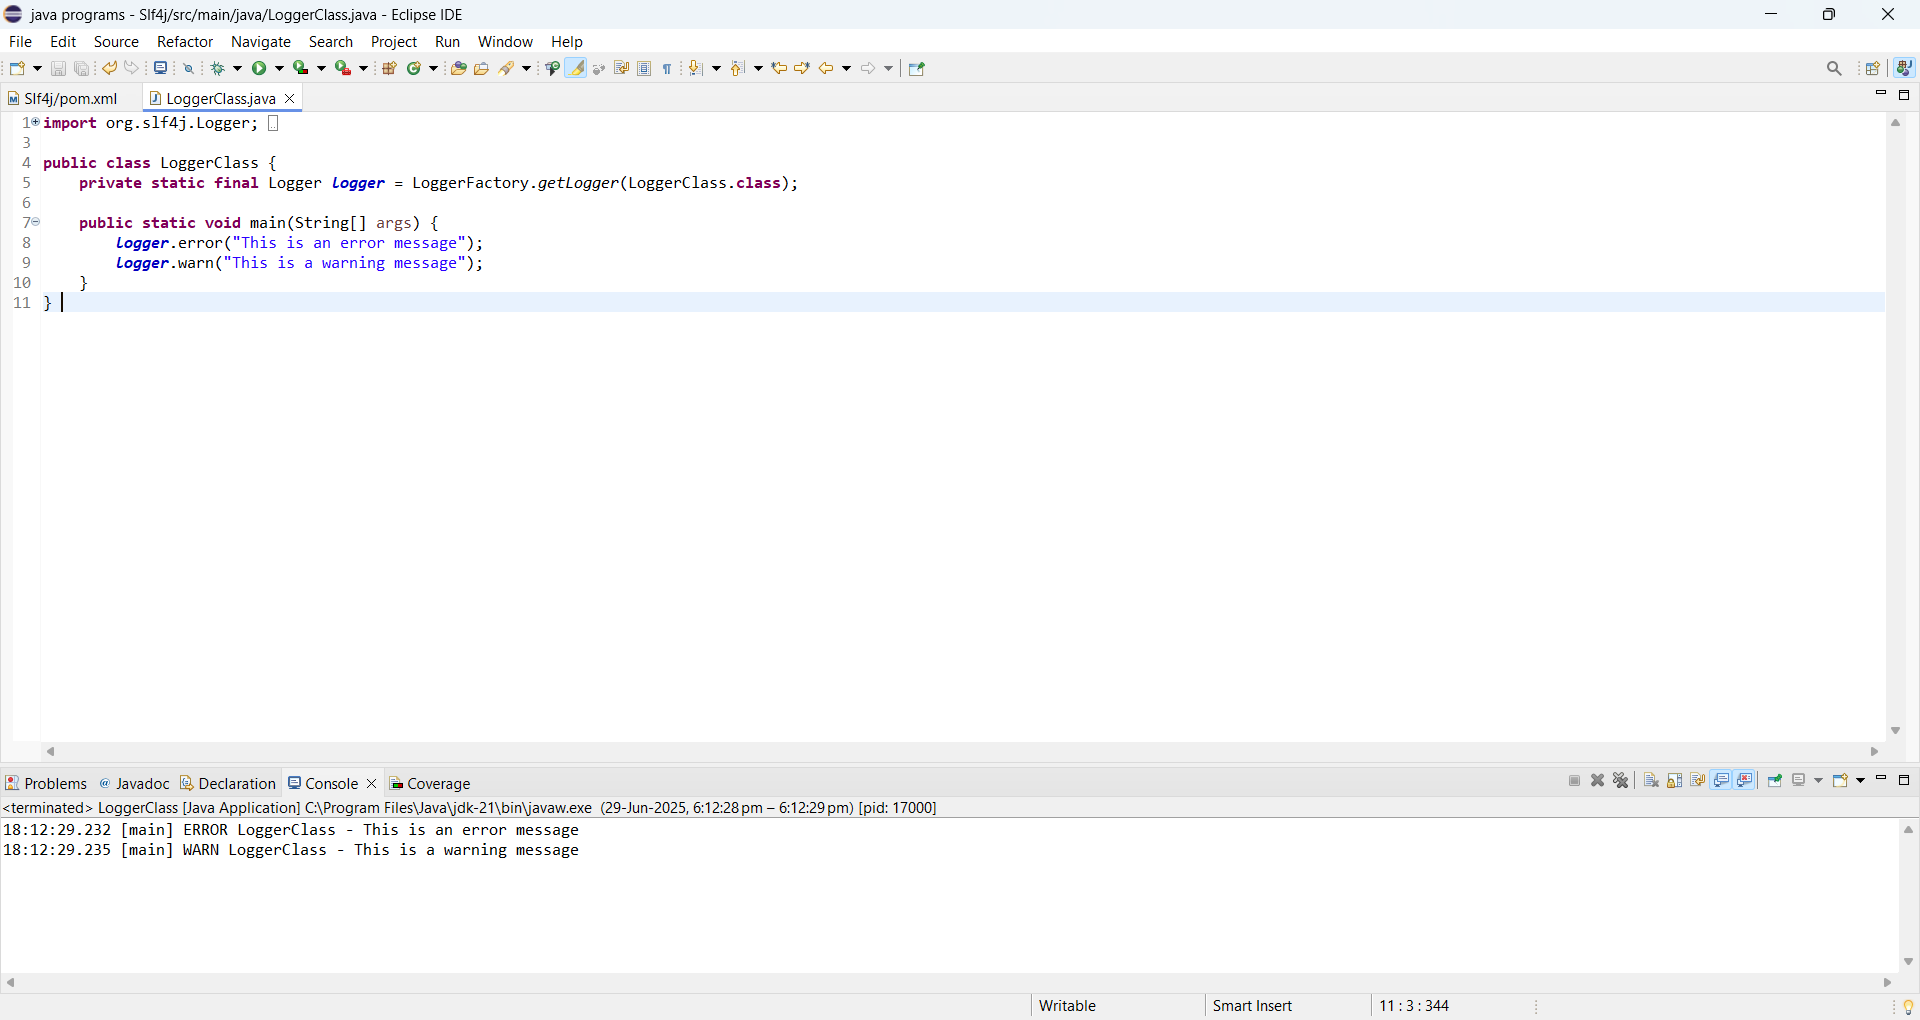 java programs - Slf4j/src/main/java/LoggerClass.java - Eclipse IDE
File Edit Source Refactor Navigate Search Project Run Window Help
Slf4j/pom.xml LoggerClass.java
1 import org.slf4j.Logger;
3
4 public class LoggerClass {
5 private static final Logger logger = LoggerFactory.getLogger(LoggerClass.class);
6
7 public static void main(String[] args) {
8 logger.error("This is an error message");
9 logger.warn("This is a warning message");
10 }
11 }
Problems @ Javadoc Declaration Console Coverage
<terminated> LoggerClass [Java Application] C:\Program Files\Java\jdk-21\bin\javaw.exe (29-Jun-2025, 6:12:28 pm – 6:12:29 pm) [pid: 17000]
18:12:29.232 [main] ERROR LoggerClass - This is an error message
18:12:29.235 [main] WARN LoggerClass - This is a warning message
Writable Smart Insert 11 : 3 : 344